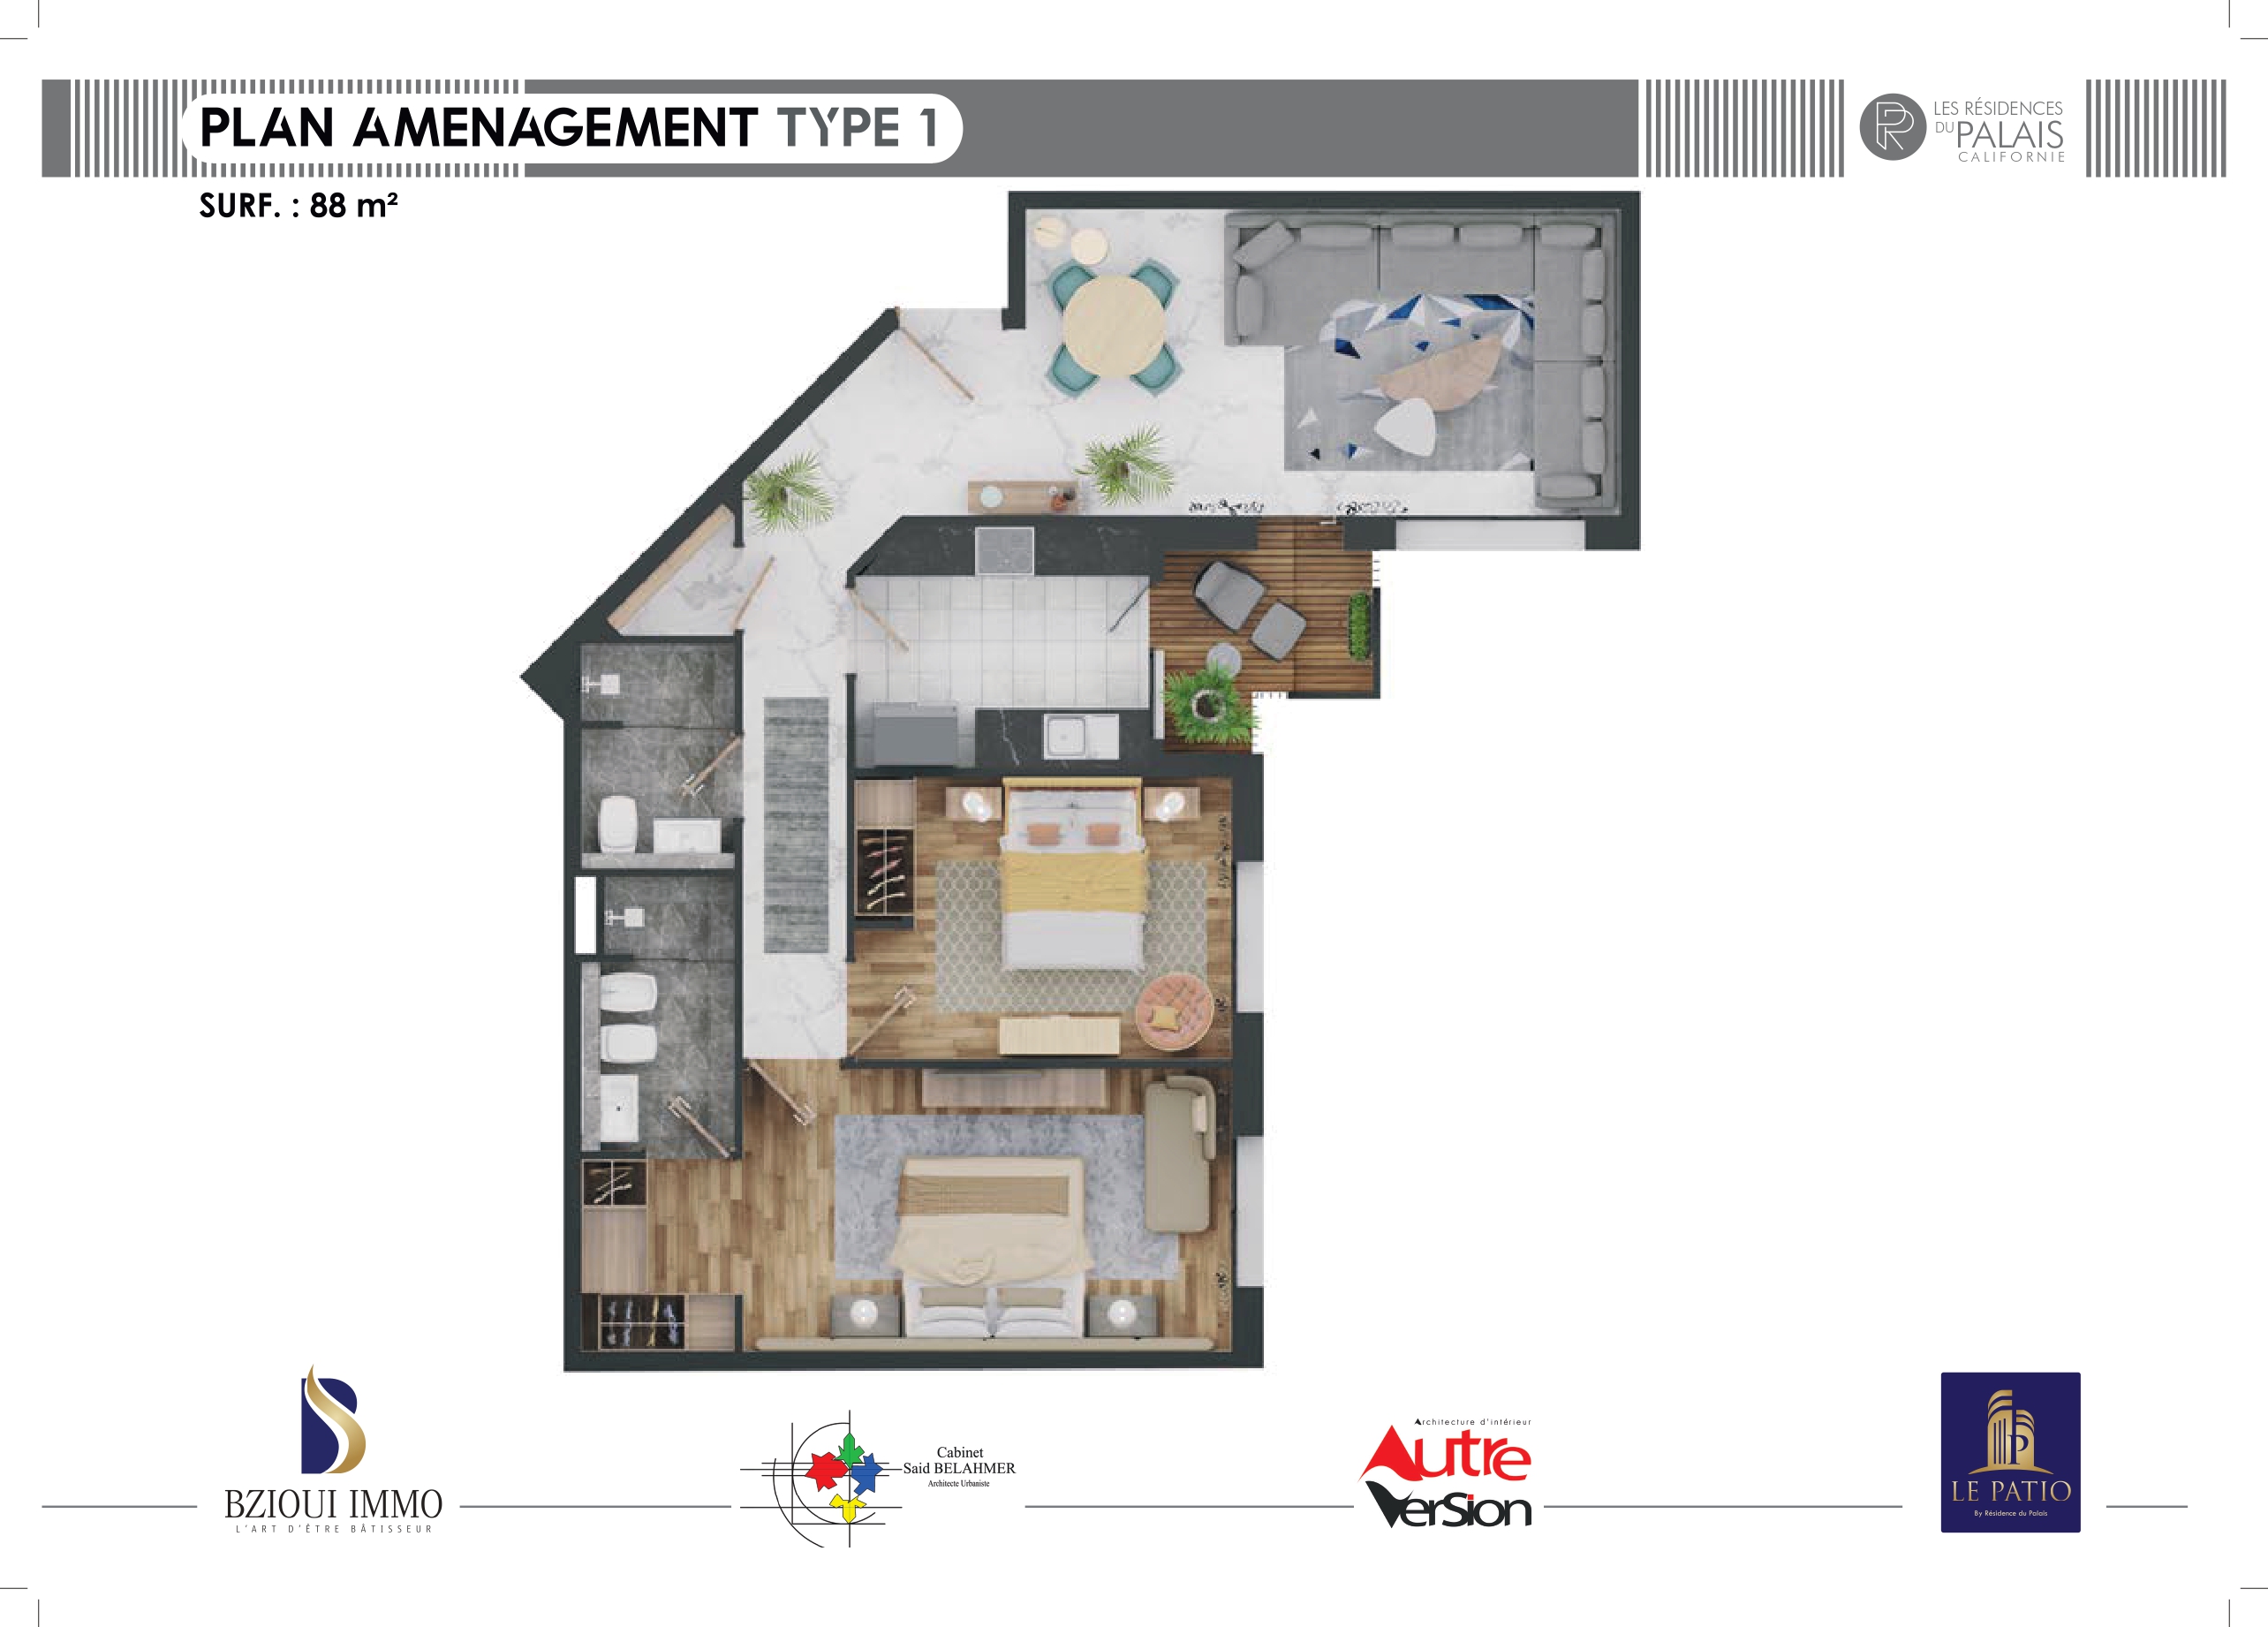 PLAN AMENAGEMENT TYPE 1
SURF. : 88 m²
LES RÉSIDENCES
DU PALAIS
CALIFORNIE
BZIOUI IMMO
L'ART D'ÊTRE BÂTISSEUR
Cabinet
Said BELAHMER
Architecte Urbaniste
Architecture d'intérieur
Autre
Version
LE PATIO
By Résidence du Palais